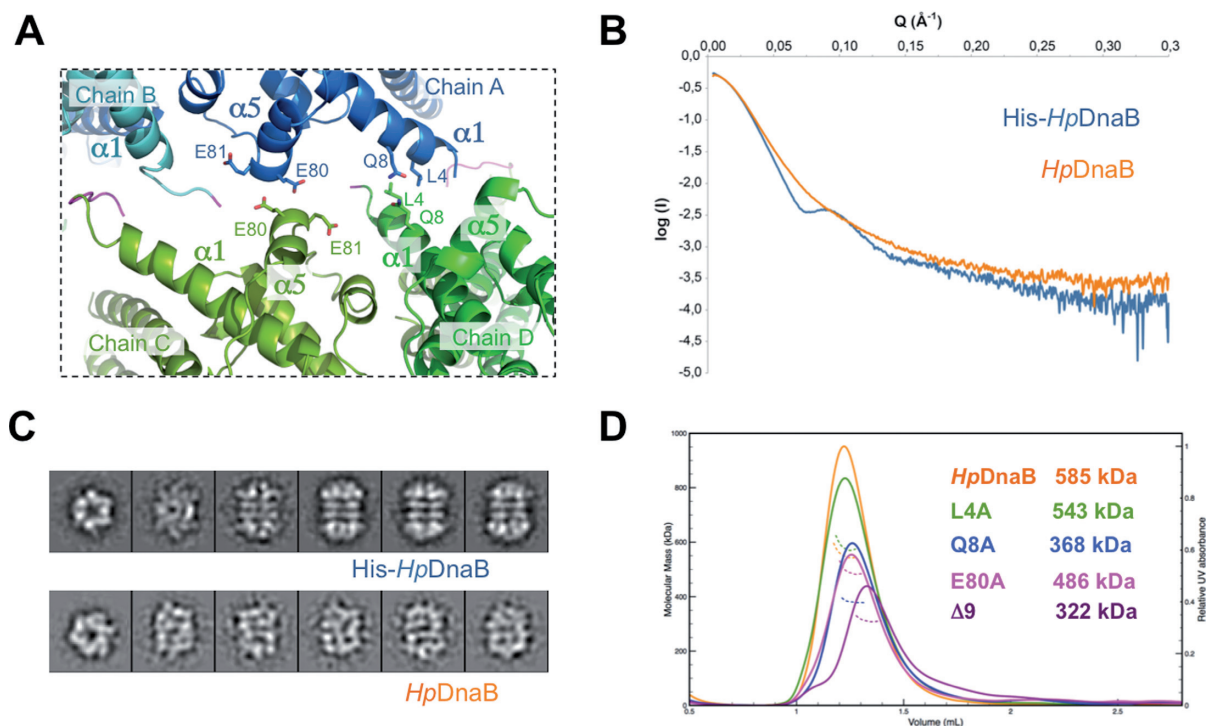 A
Chain B
α1
α5
Chain A
α1
E81
E80
Q8
L4
L4
Q8
E80
E81
α1
α5
α5
α1
Chain C
Chain D
B
Q (Å⁻¹)
0,00 0,05 0,10 0,15 0,20 0,25 0,30 0,3
0,0
-0,5
-1,0
-1,5
-2,0
-2,5
-3,0
-3,5
-4,0
-4,5
-5,0
log (I)
His-HpDnaB
HpDnaB
C
His-HpDnaB
HpDnaB
D
1000
800
600
400
200
0
Molecular Mass (kDa)
HpDnaB 585 kDa
L4A 543 kDa
Q8A 368 kDa
E80A 486 kDa
Δ9 322 kDa
1
0.8
0.6
0.4
0.2
0
Relative UV absorbance
0.5 1 1.5 2 2.5
Volume (mL)